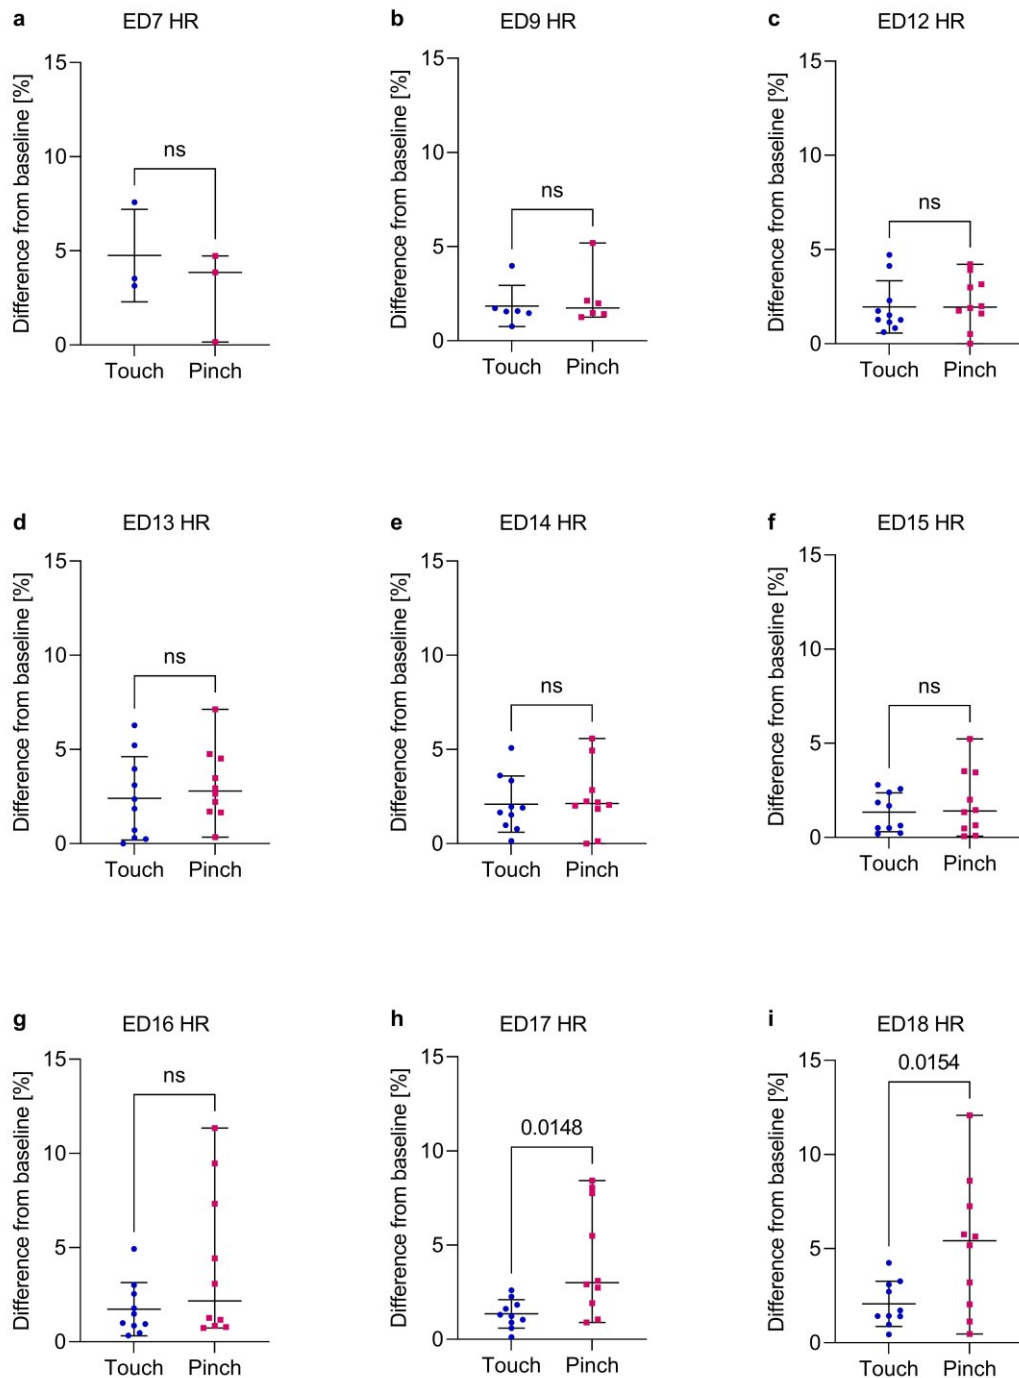 a ED7 HR
Difference from baseline [%]
15
10
5
0
ns
Touch Pinch
b ED9 HR
Difference from baseline [%]
15
10
5
0
ns
Touch Pinch
c ED12 HR
Difference from baseline [%]
15
10
5
0
ns
Touch Pinch
d ED13 HR
Difference from baseline [%]
15
10
5
0
ns
Touch Pinch
e ED14 HR
Difference from baseline [%]
15
10
5
0
ns
Touch Pinch
f ED15 HR
Difference from baseline [%]
15
10
5
0
ns
Touch Pinch
g ED16 HR
Difference from baseline [%]
15
10
5
0
ns
Touch Pinch
h ED17 HR
Difference from baseline [%]
15
10
5
0
0.0148
Touch Pinch
i ED18 HR
Difference from baseline [%]
15
10
5
0
0.0154
Touch Pinch